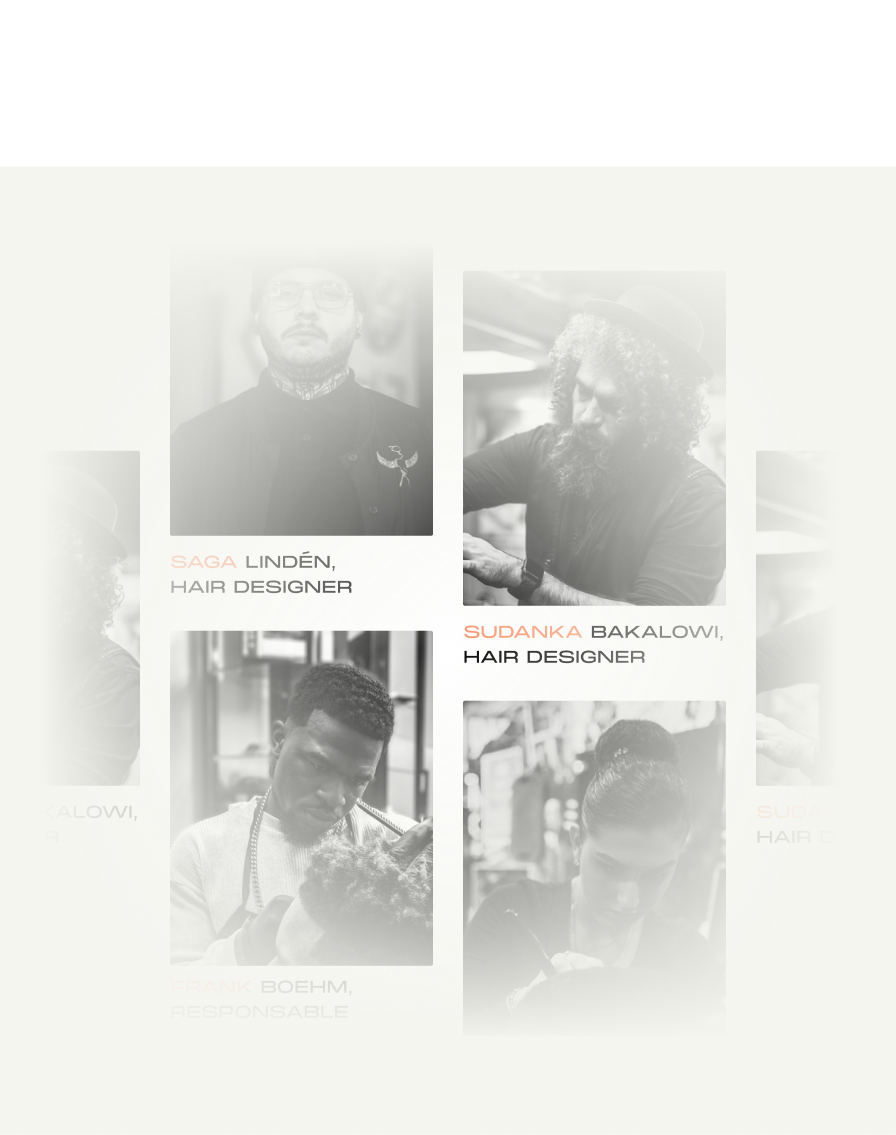 SAGA LINDÉN,
HAIR DESIGNER
SUDANKA BAKALOWI,
HAIR DESIGNER
KALOWI,
R
SUDA
HAIR D
FRANK BOEHM,
RESPONSABLE